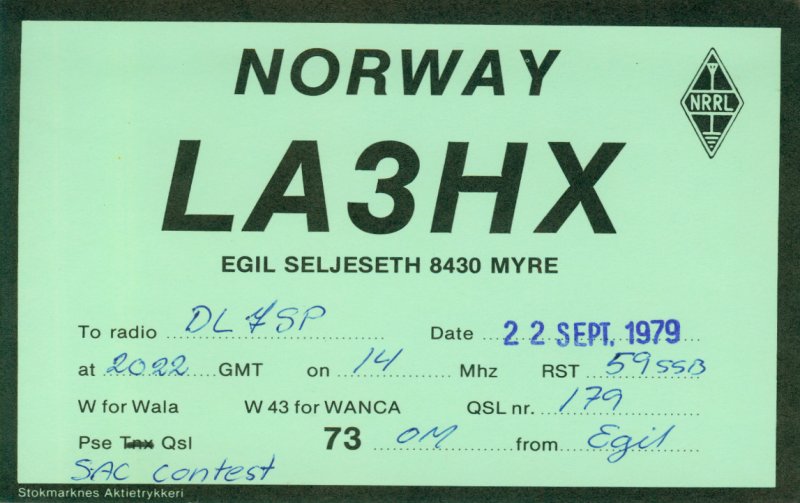 NORWAY
NRRL
LA3HX
EGIL SELJESETH 8430 MYRE
To radio DL7SP Date 22 SEPT. 1979
at 2022 GMT on 14 Mhz RST 59 SSB
W for Wala W 43 for WANCA QSL nr. 179
Pse Tnx Qsl 73 OM from Egil
SAC contest
Stokmarknes Aktietrykkeri